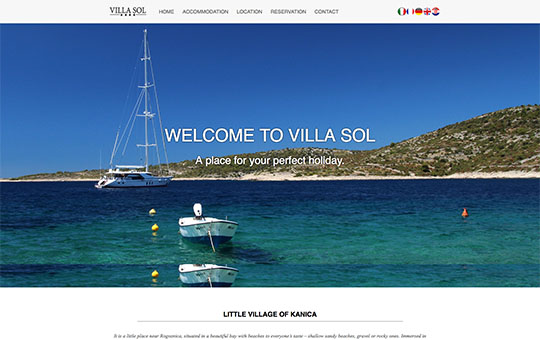 VILLA SOL
HOME ACCOMMODATION LOCATION RESERVATION CONTACT
WELCOME TO VILLA SOL
A place for your perfect holiday.
LITTLE VILLAGE OF KANICA
It is a little place near Rogoznica, situated in a beautiful bay with beaches to everyone's taste – shallow sandy beaches, gravel or rocky ones. Immersed in